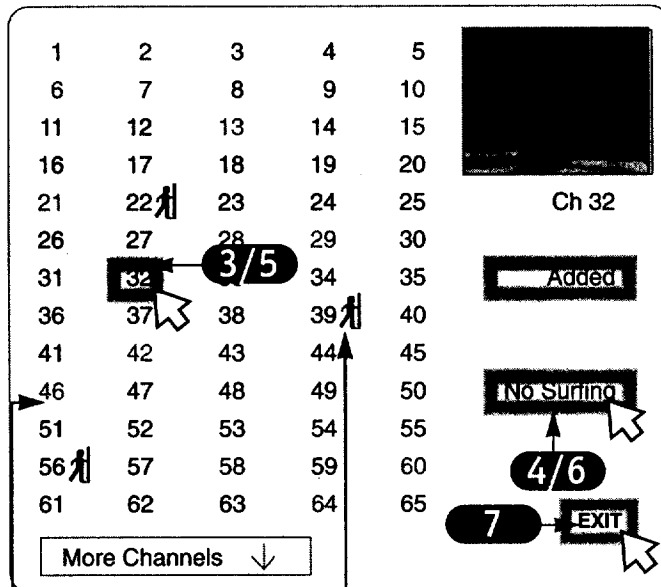 1 2 3 4 5
6 7 8 9 10
11 12 13 14 15
16 17 18 19 20
21 22 23 24 25
Ch 32
26 27 28 29 30
3/5
31 32 34 35
Added
36 37 38 39 40
41 42 43 44 45
46 47 48 49 50
No Surfing
51 52 53 54 55
56 57 58 59 60
4/6
61 62 63 64 65
7
EXIT
More Channels ↓